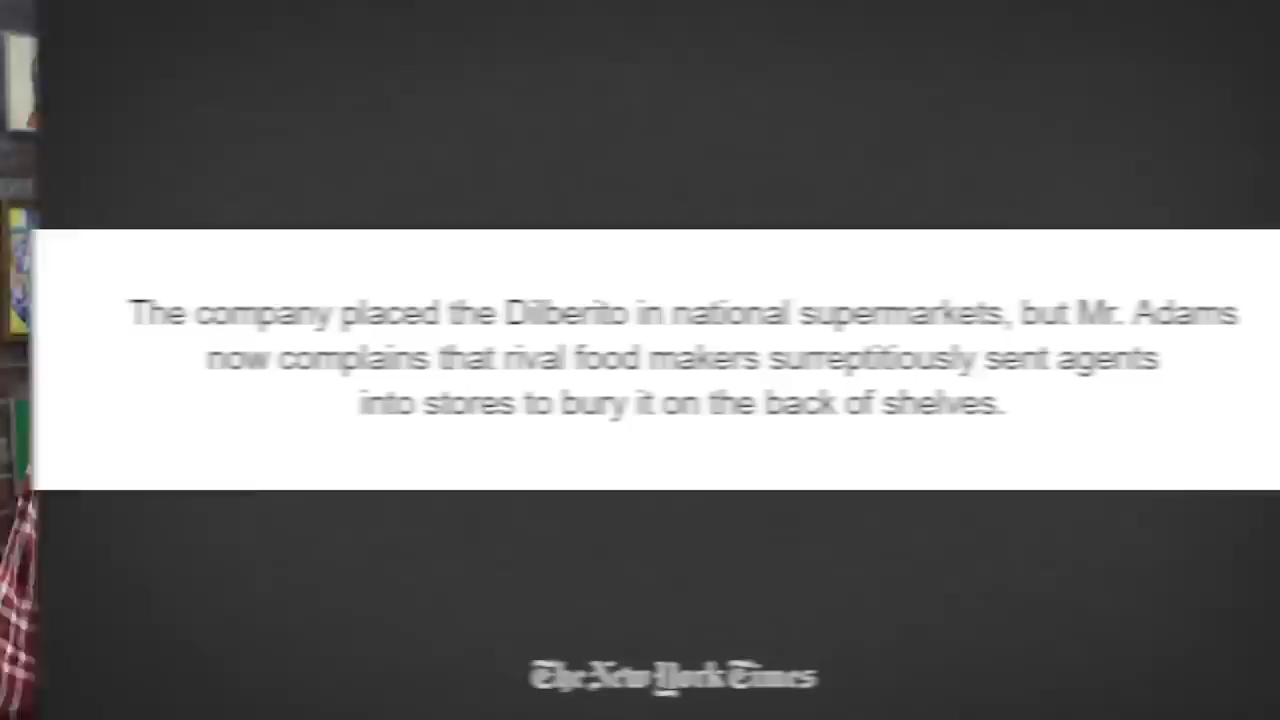 The company placed the Dilberito in national supermarkets, but Mr. Adams
now complains that rival food makers surreptitiously sent agents
into stores to bury it on the back of shelves.
The New York Times